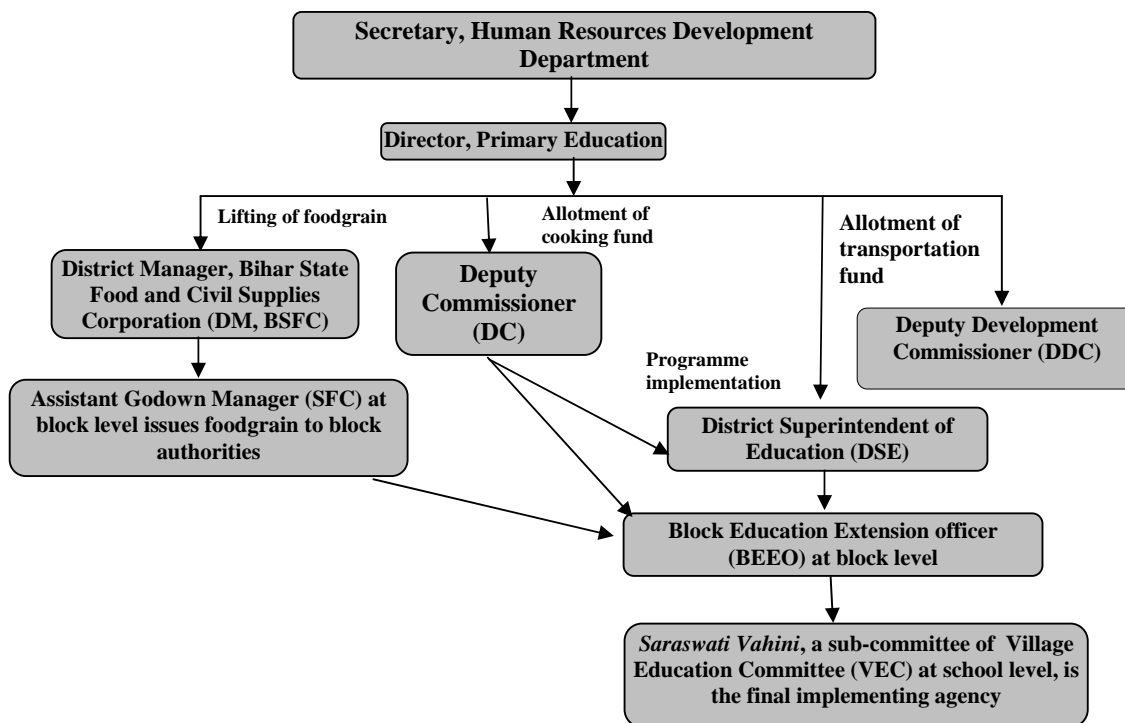 Secretary, Human Resources Development
Department
Director, Primary Education
Lifting of foodgrain
Allotment of
cooking fund
Allotment of
transportation
fund
District Manager, Bihar State
Food and Civil Supplies
Corporation (DM, BSFC)
Deputy
Commissioner
(DC)
Deputy Development
Commissioner (DDC)
Programme
implementation
Assistant Godown Manager (SFC) at
block level issues foodgrain to block
authorities
District Superintendent of
Education (DSE)
Block Education Extension officer
(BEEO) at block level
Saraswati Vahini, a sub-committee of Village
Education Committee (VEC) at school level, is
the final implementing agency